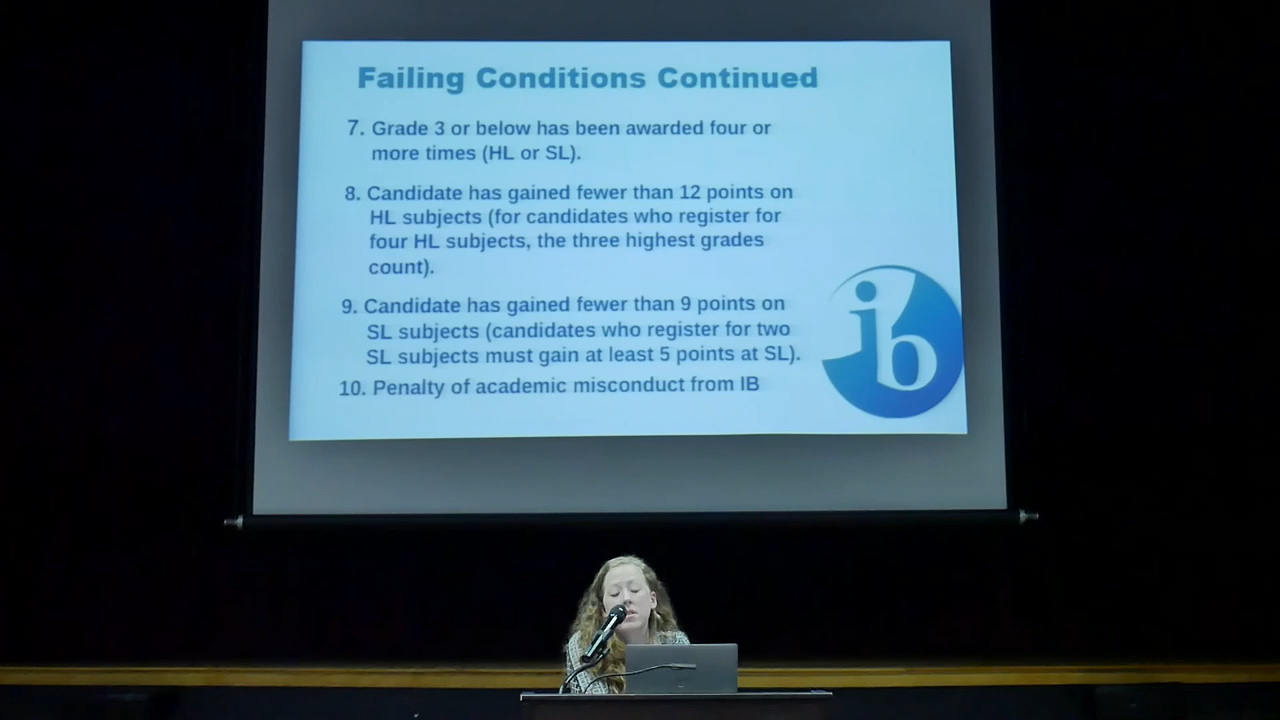 Failing Conditions Continued
7. Grade 3 or below has been awarded four or
more times (HL or SL).
8. Candidate has gained fewer than 12 points on
HL subjects (for candidates who register for
four HL subjects, the three highest grades
count).
9. Candidate has gained fewer than 9 points on
SL subjects (candidates who register for two
SL subjects must gain at least 5 points at SL).
10. Penalty of academic misconduct from IB
ib